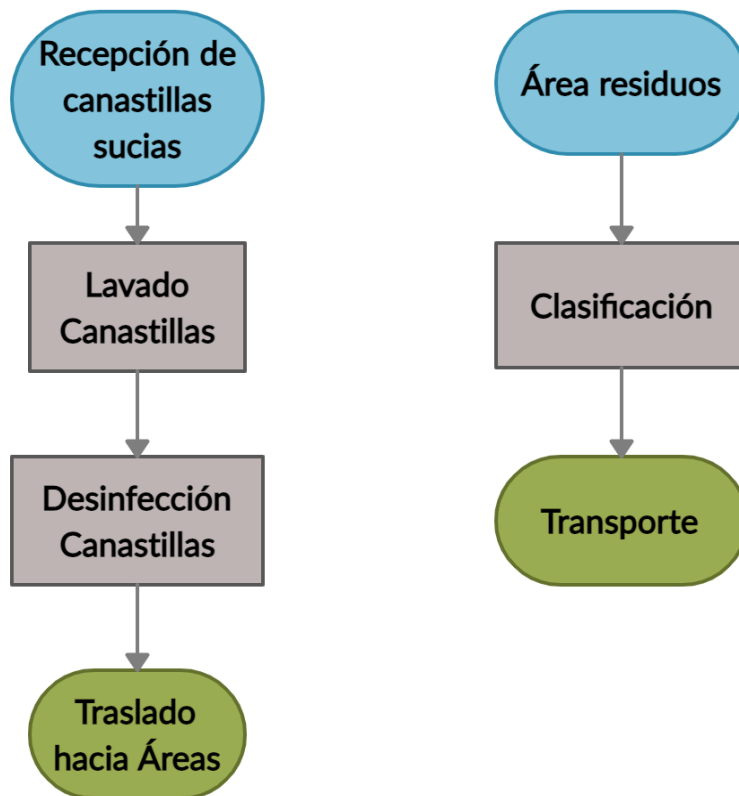 Recepción de
canastillas
sucias
Lavado
Canastillas
Desinfección
Canastillas
Traslado
hacia Áreas
Área residuos
Clasificación
Transporte